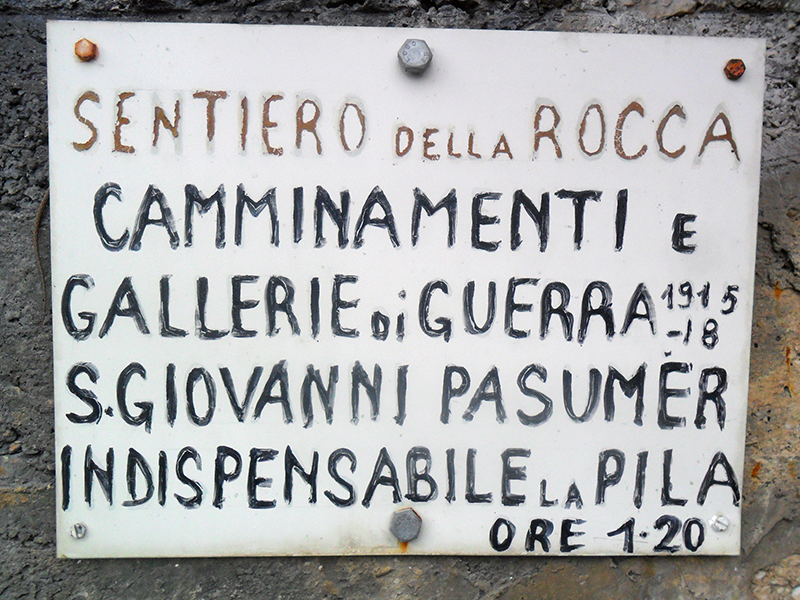 SENTIERO DELLA ROCCA
CAMMINAMENTI E
GALLERIE Di GUERRA 1915
-18
S.GIOVANNI PASUMËR
INDISPENSABILE LA PILA
ORE 1·20